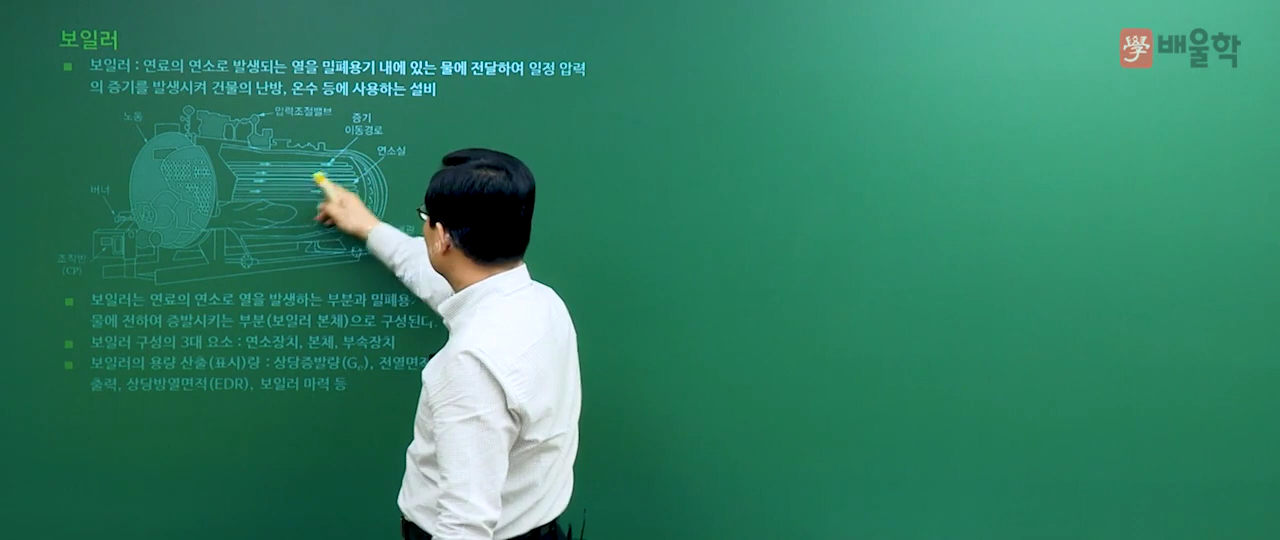 보일러
學 배울학
보일러 : 연료의 연소로 발생되는 열을 밀폐용기 내에 있는 물에 전달하여 일정 압력
의 증기를 발생시켜 건물의 난방, 온수 등에 사용하는 설비
노통
압력조절밸브
증기
이동경로
연소실
버너
조작반
(CP)
보일러는 연료의 연소로 열을 발생하는 부분과 밀폐용
물에 전하여 증발시키는 부분(보일러 본체)으로 구성된다.
보일러 구성의 3대 요소 : 연소장치, 본체, 부속장치
보일러의 용량 산출(표시)량 : 상당증발량(Gₑ), 전열면적
출력, 상당방열면적(EDR), 보일러 마력 등